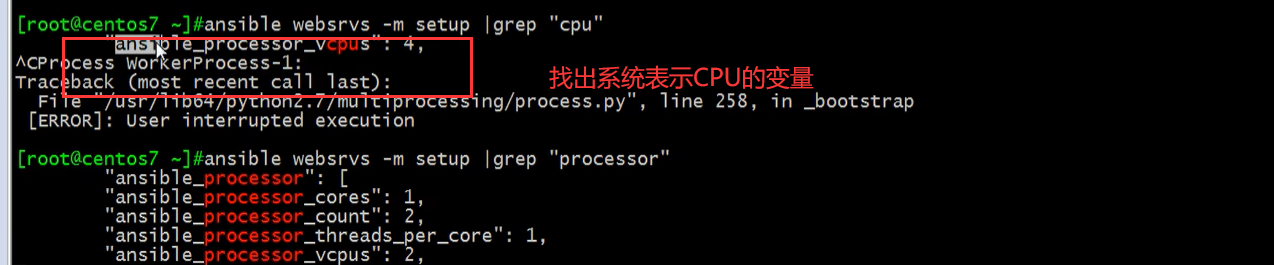 [root@centos7 ~]#ansible websrvs -m setup |grep "cpu"
"ansible_processor_vcpus": 4,
^CProcess WorkerProcess-1:
Traceback (most recent call last):
找出系统表示CPU的变量
File "/usr/lib64/python2.7/multiprocessing/process.py", line 258, in _bootstrap
[ERROR]: User interrupted execution
[root@centos7 ~]#ansible websrvs -m setup |grep "processor"
"ansible_processor": [
"ansible_processor_cores": 1,
"ansible_processor_count": 2,
"ansible_processor_threads_per_core": 1,
"ansible_processor_vcpus": 2,